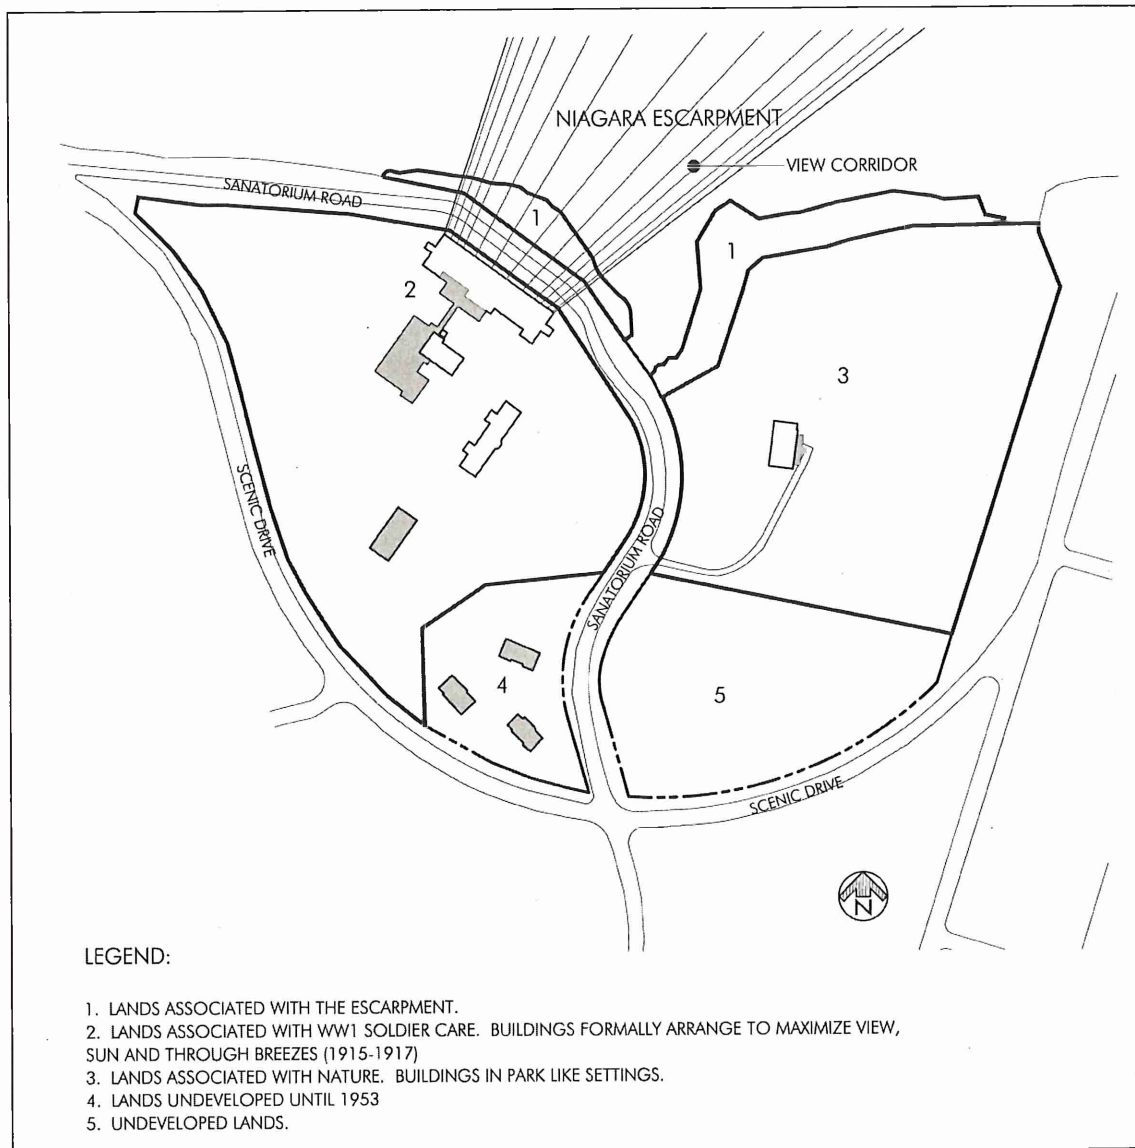 NIAGARA ESCARPMENT
VIEW CORRIDOR
SANATORIUM ROAD
1
1
2
3
SCENIC DRIVE
SANATORIUM ROAD
4
5
SCENIC DRIVE
N
LEGEND:
1. LANDS ASSOCIATED WITH THE ESCARPMENT.
2. LANDS ASSOCIATED WITH WW1 SOLDIER CARE. BUILDINGS FORMALLY ARRANGE TO MAXIMIZE VIEW,
SUN AND THROUGH BREEZES (1915-1917)
3. LANDS ASSOCIATED WITH NATURE. BUILDINGS IN PARK LIKE SETTINGS.
4. LANDS UNDEVELOPED UNTIL 1953
5. UNDEVELOPED LANDS.